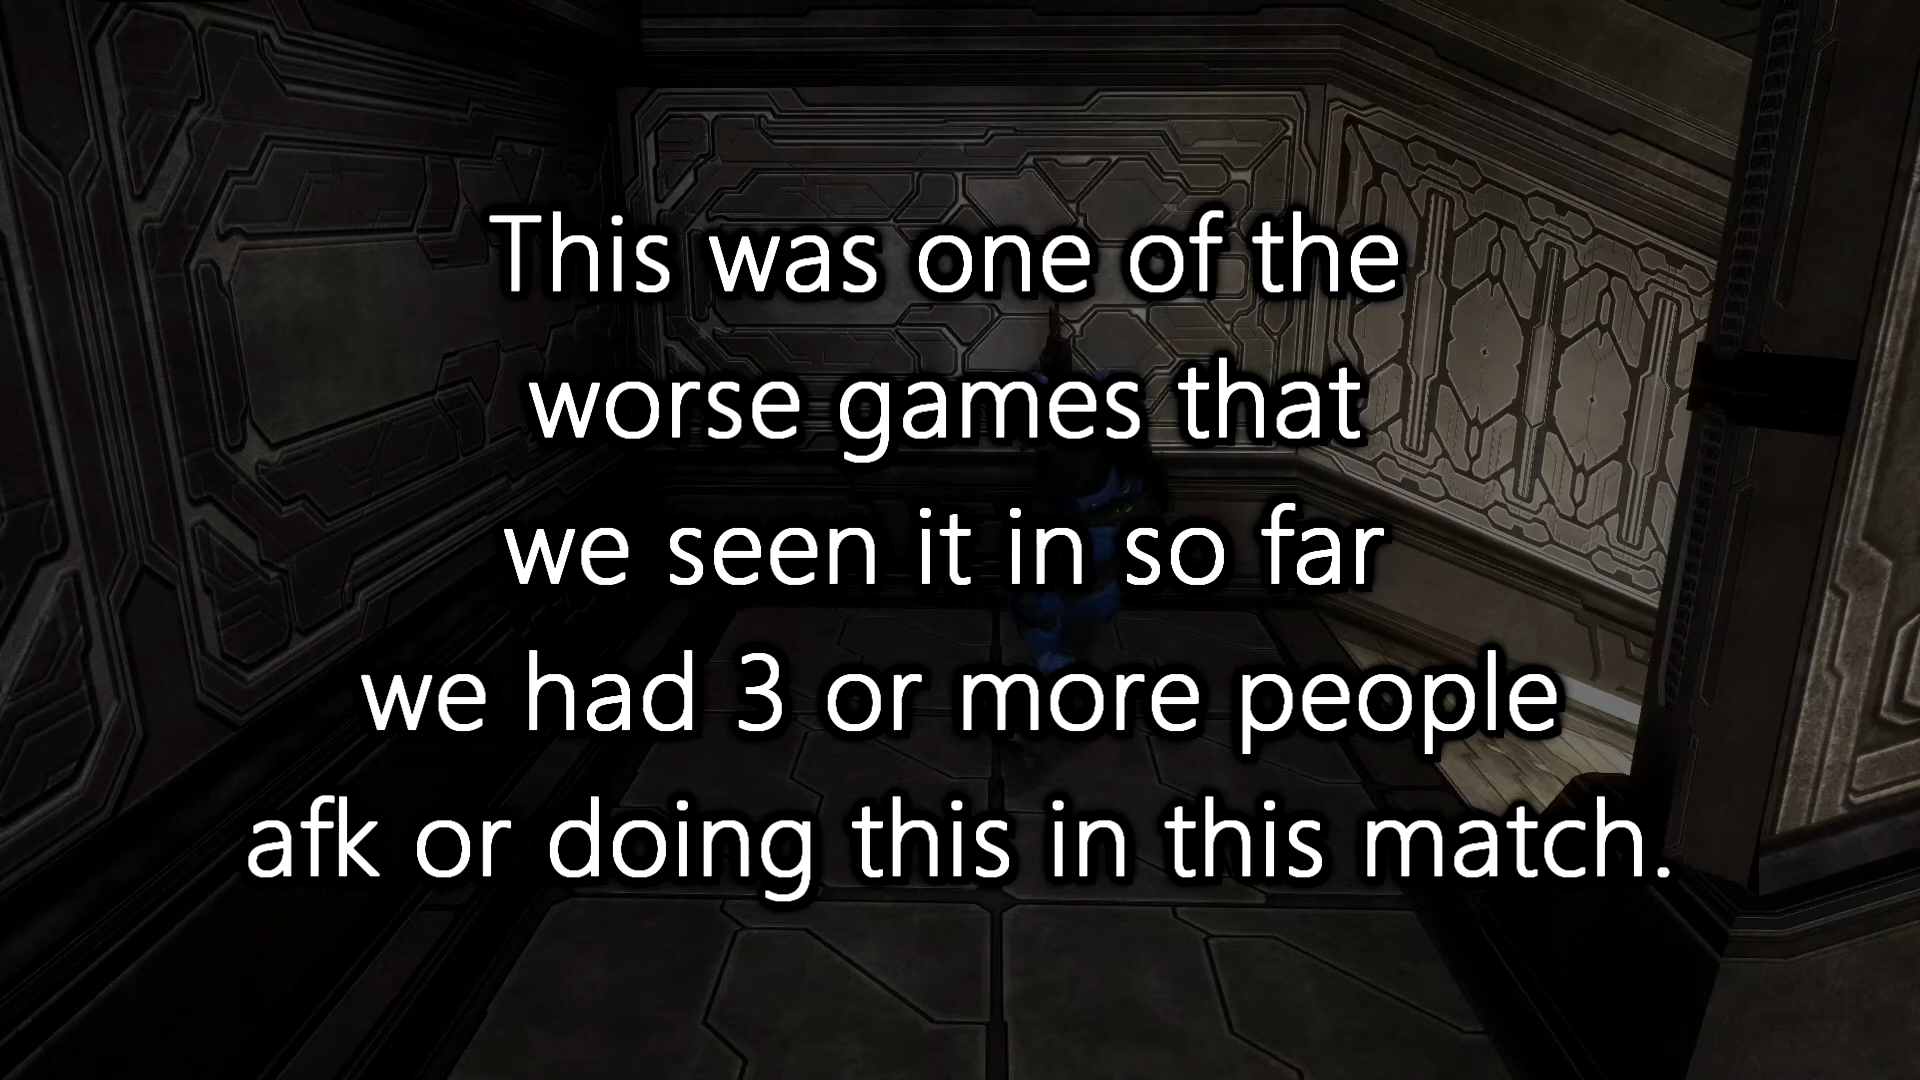 This was one of the
worse games that
we seen it in so far
we had 3 or more people
afk or doing this in this match.